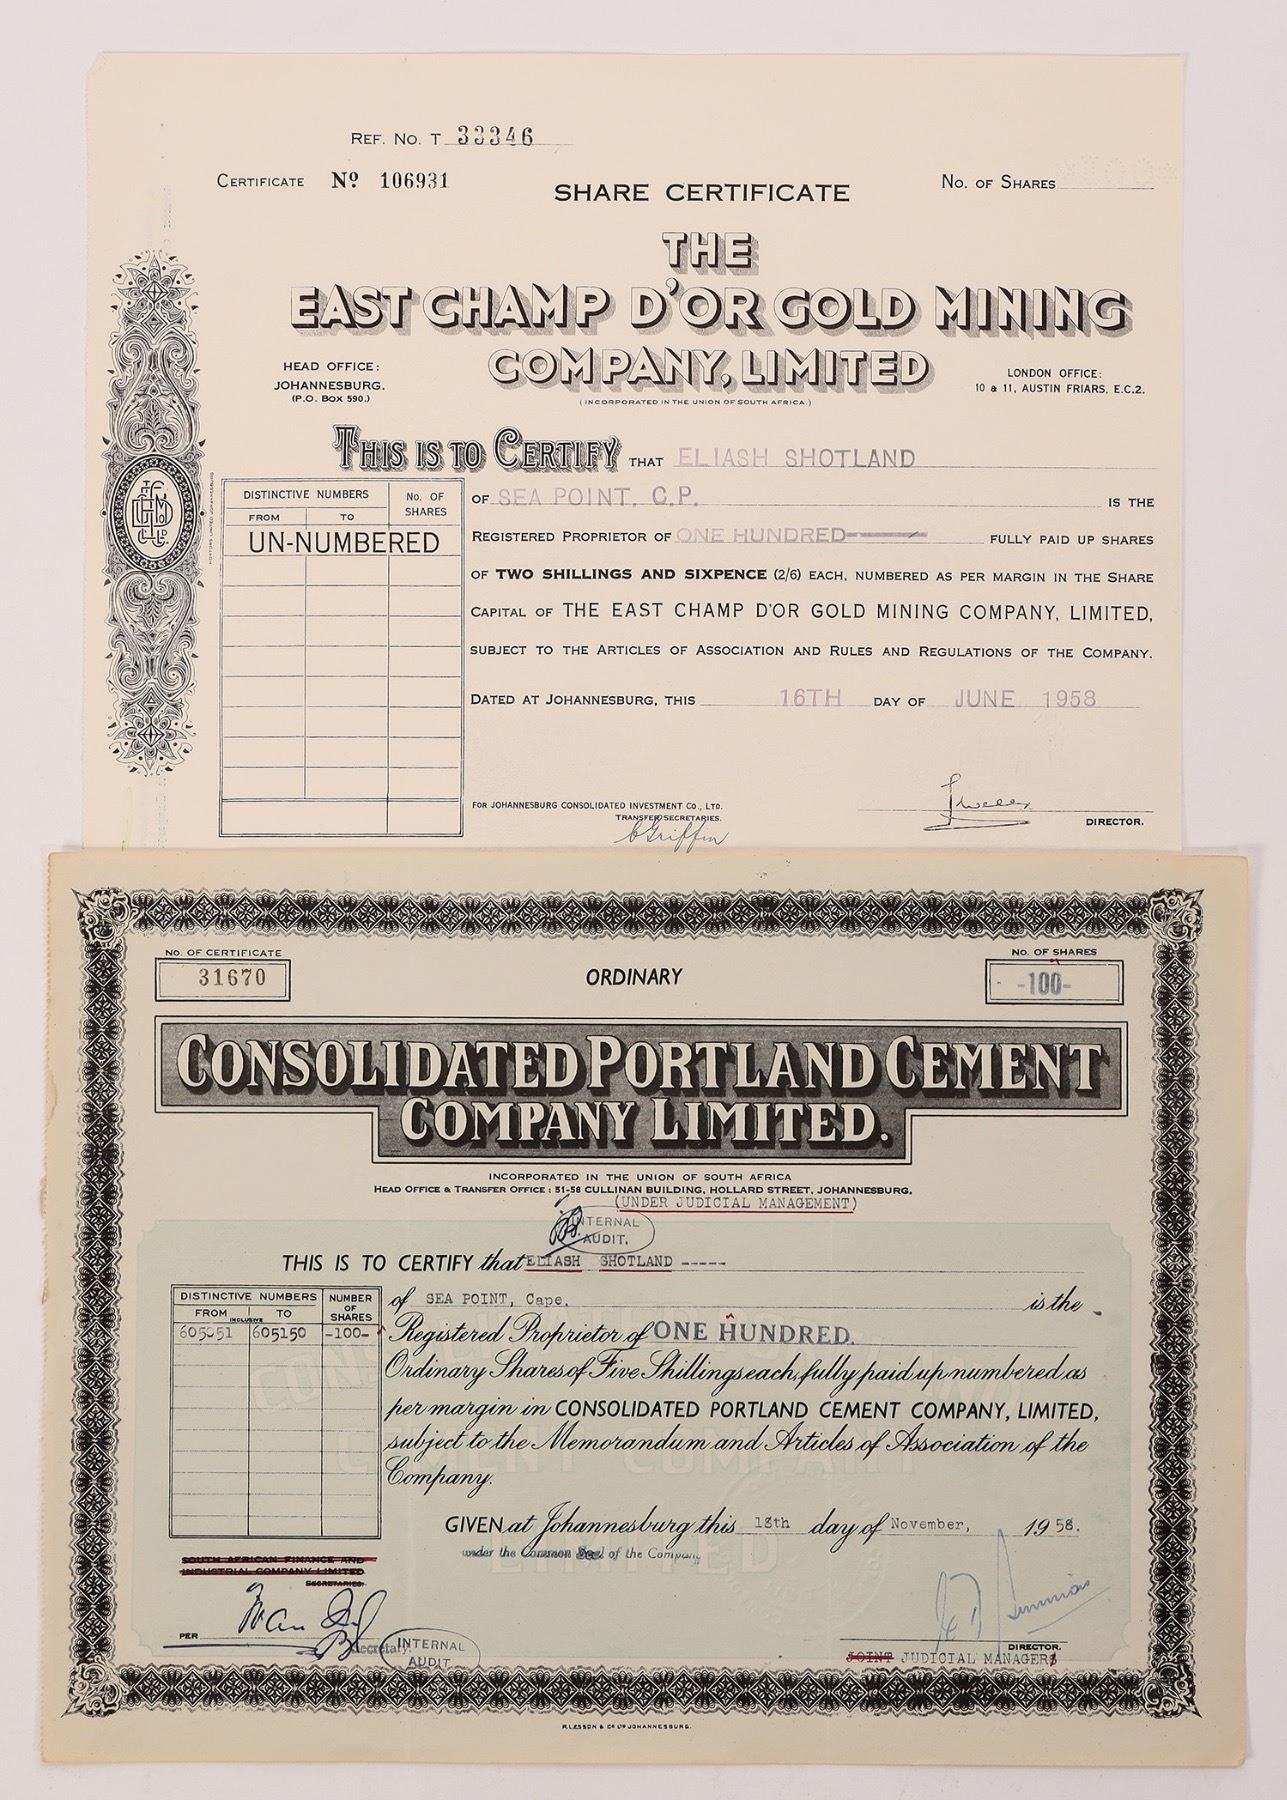 REF. No. T 33346
CERTIFICATE No 106931
SHARE CERTIFICATE
No. OF SHARES
THE
EAST CHAMP D'OR GOLD MINING
COMPANY, LIMITED
(INCORPORATED IN THE UNION OF SOUTH AFRICA)
HEAD OFFICE:
JOHANNESBURG.
(P.O. BOX 590.)
LONDON OFFICE:
10 & 11, AUSTIN FRIARS, E.C.2.
THIS IS TO CERTIFY THAT ELIASH SHOTLAND
OF SEA POINT, C.P. IS THE
REGISTERED PROPRIETOR OF ONE HUNDRED FULLY PAID UP SHARES
OF TWO SHILLINGS AND SIXPENCE (2/6) EACH, NUMBERED AS PER MARGIN IN THE SHARE
CAPITAL OF THE EAST CHAMP D'OR GOLD MINING COMPANY, LIMITED,
SUBJECT TO THE ARTICLES OF ASSOCIATION AND RULES AND REGULATIONS OF THE COMPANY.
DATED AT JOHANNESBURG, THIS 16TH DAY OF JUNE 1958
DISTINCTIVE NUMBERS
No. OF
SHARES
FROM TO
UN-NUMBERED
FOR JOHANNESBURG CONSOLIDATED INVESTMENT CO., LTD.
TRANSFER SECRETARIES.
C Griffin
DIRECTOR.
No. OF CERTIFICATE
31670
ORDINARY
No. OF SHARES
-100-
CONSOLIDATED PORTLAND CEMENT
COMPANY LIMITED.
INCORPORATED IN THE UNION OF SOUTH AFRICA
HEAD OFFICE & TRANSFER OFFICE: 51-58 CULLINAN BUILDING, HOLLARD STREET, JOHANNESBURG.
(UNDER JUDICIAL MANAGEMENT)
INTERNAL
AUDIT.
THIS IS TO CERTIFY that ELIASH SHOTLAND -----
of SEA POINT, Cape. is the
Registered Proprietor of ONE HUNDRED.
Ordinary Shares of Five Shillings each, fully paid up numbered as
per margin in CONSOLIDATED PORTLAND CEMENT COMPANY, LIMITED,
subject to the Memorandum and Articles of Association of the
Company.
DISTINCTIVE NUMBERS
NUMBER
OF
SHARES
FROM INCLUSIVE TO
605051 605150 -100-
GIVEN at Johannesburg this 18th day of November, 1958.
under the Common Seal of the Company
SOUTH AFRICAN FINANCE AND
INDUSTRIAL COMPANY LIMITED
SECRETARIES.
PER
Secretary.
INTERNAL
AUDIT
DIRECTOR.
JOINT JUDICIAL MANAGERS
R. LESSON & CO LTD JOHANNESBURG.